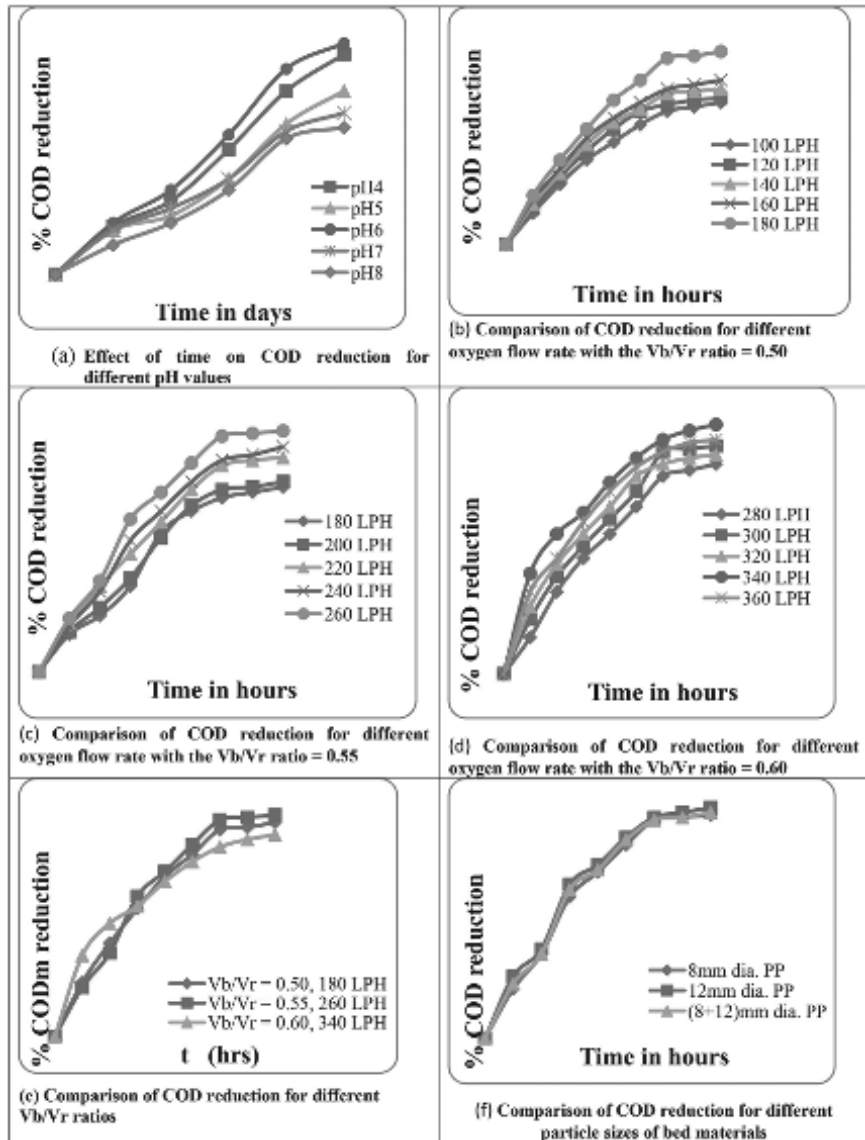 % COD reduction
pH4
pH5
pH6
pH7
pH8
Time in days
(a) Effect of time on COD reduction for
different pH values
% COD reduction
100 LPH
120 LPH
140 LPH
160 LPH
180 LPH
Time in hours
(b) Comparison of COD reduction for different
oxygen flow rate with the Vb/Vr ratio = 0.50
% COD reduction
180 LPH
200 LPH
220 LPH
240 LPH
260 LPH
Time in hours
(c) Comparison of COD reduction for different
oxygen flow rate with the Vb/Vr ratio = 0.55
% COD reduction
280 LPH
300 LPH
320 LPH
340 LPH
360 LPH
Time in hours
(d) Comparison of COD reduction for different
oxygen flow rate with the Vb/Vr ratio = 0.60
% CODm reduction
Vb/Vr = 0.50, 180 LPH
Vb/Vr = 0.55, 260 LPH
Vb/Vr = 0.60, 340 LPH
t (hrs)
(e) Comparison of COD reduction for different
Vb/Vr ratios
% COD reduction
8mm dia. PP
12mm dia. PP
(8+12)mm dia. PP
Time in hours
(f) Comparison of COD reduction for different
particle sizes of bed materials